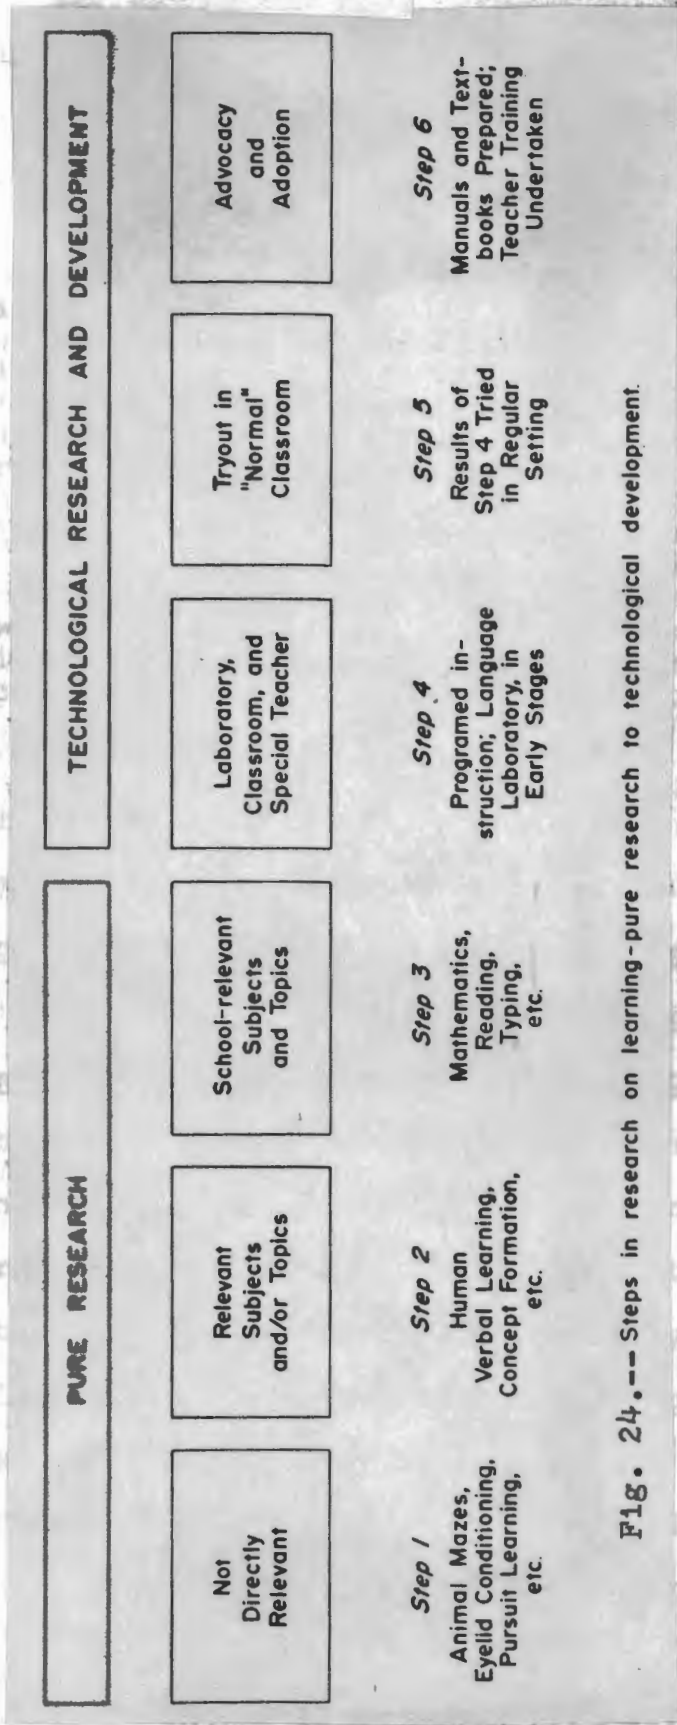 PURE RESEARCH
TECHNOLOGICAL RESEARCH AND DEVELOPMENT
Not
Directly
Relevant
Relevant
Subjects
and/or Topics
School-relevant
Subjects
and Topics
Laboratory,
Classroom, and
Special Teacher
Tryout in
"Normal"
Classroom
Advocacy
and
Adoption
Step 1
Animal Mazes,
Eyelid Conditioning,
Pursuit Learning,
etc.
Step 2
Human
Verbal Learning,
Concept Formation,
etc.
Step 3
Mathematics,
Reading,
Typing,
etc.
Step 4
Programed in-
struction; Language
Laboratory, in
Early Stages
Step 5
Results of
Step 4 Tried
in Regular
Setting
Step 6
Manuals and Text-
books Prepared;
Teacher Training
Undertaken
Fig. 24.-- Steps in research on learning-pure research to technological development.